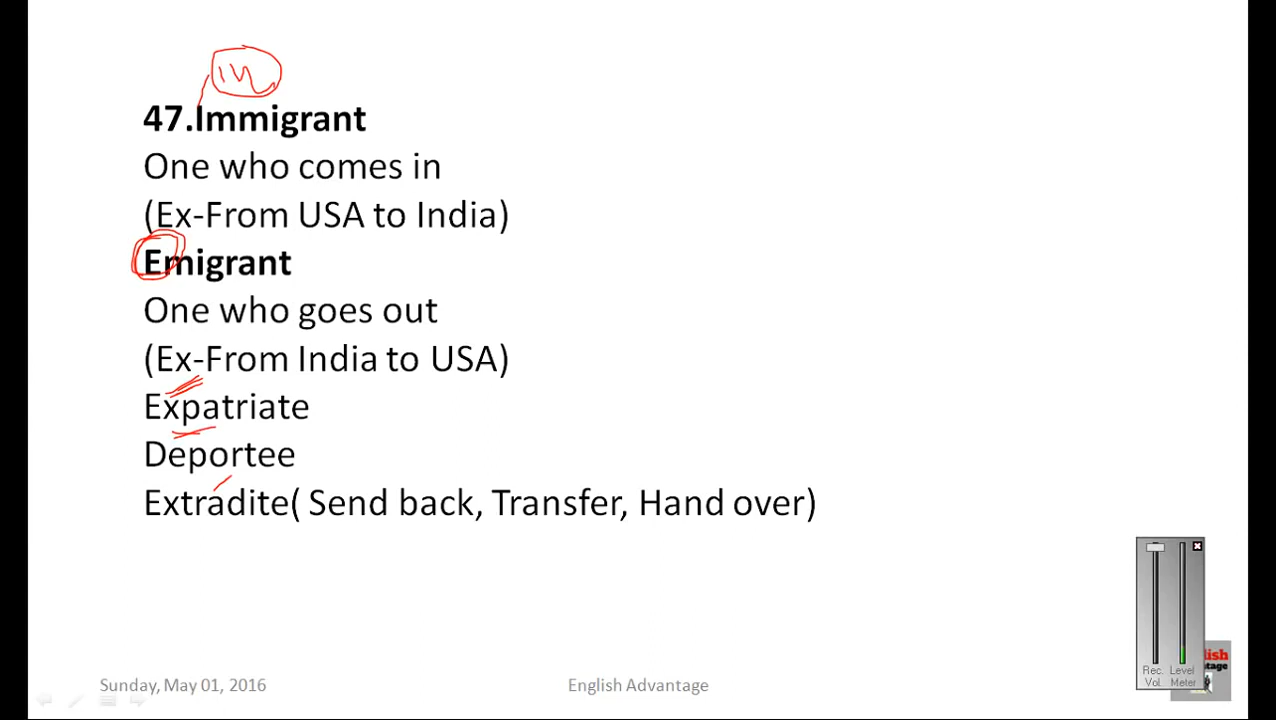 in
47.Immigrant
One who comes in
(Ex-From USA to India)
Emigrant
One who goes out
(Ex-From India to USA)
Expatriate
Deportee
Extradite( Send back, Transfer, Hand over)
Rec. Level
Vol. Meter
Sunday, May 01, 2016
English Advantage